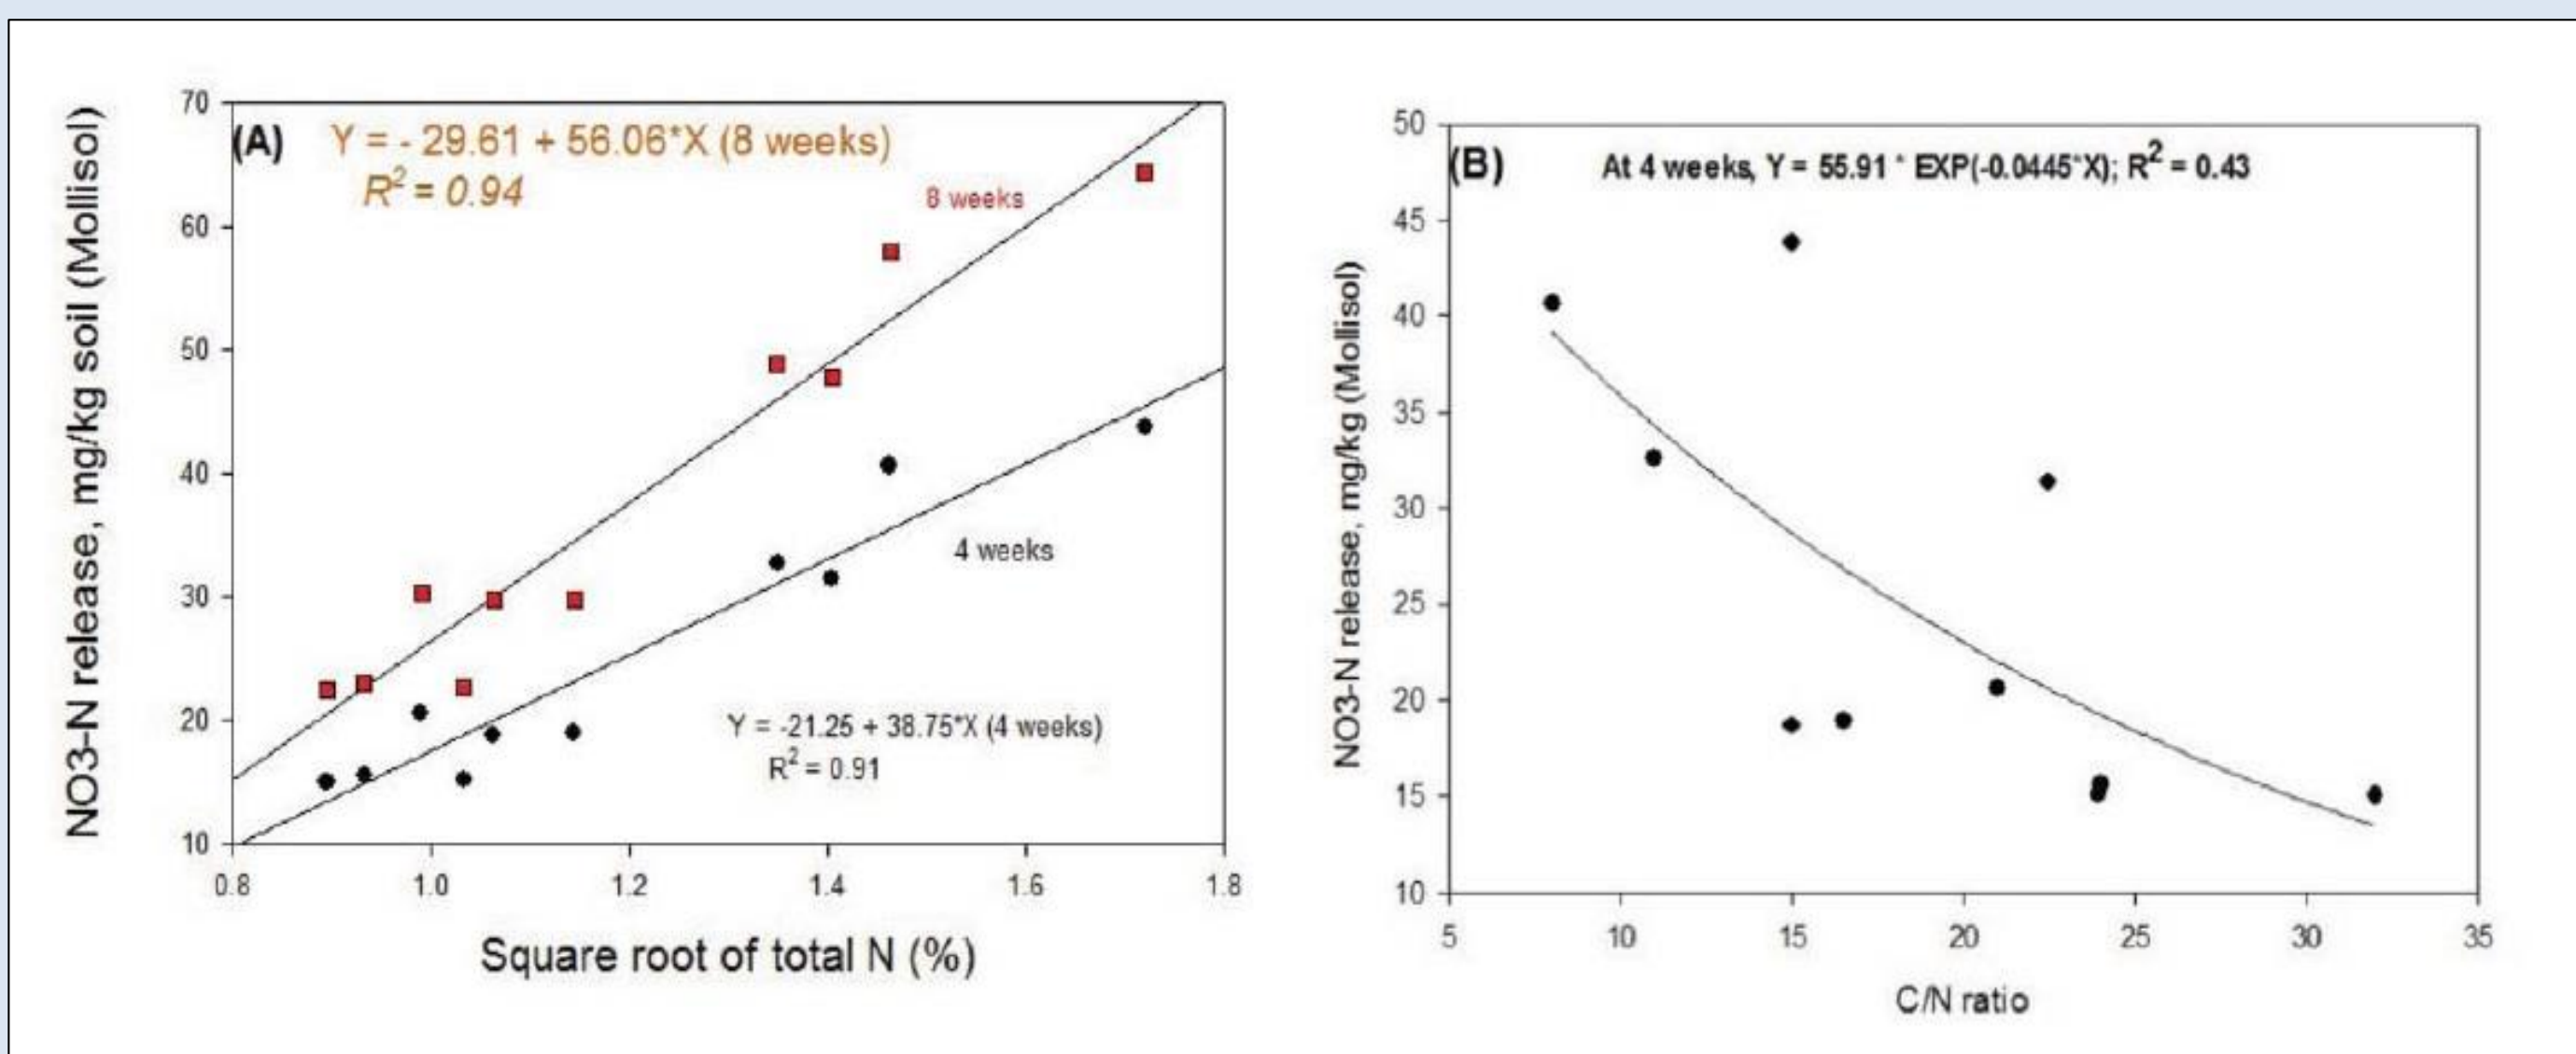 NO3-N release, mg/kg soil (Mollisol)
70
60
50
40
30
20
10
(A)
Y = - 29.61 + 56.06*X (8 weeks)
R² = 0.94
8 weeks
4 weeks
Y = -21.25 + 38.75*X (4 weeks)
R² = 0.91
0.8 1.0 1.2 1.4 1.6 1.8
Square root of total N (%)
NO3-N release, mg/kg (Mollisol)
50
45
40
35
30
25
20
15
10
(B)
At 4 weeks, Y = 55.91 * EXP(-0.0445*X); R² = 0.43
5 10 15 20 25 30 35
C/N ratio